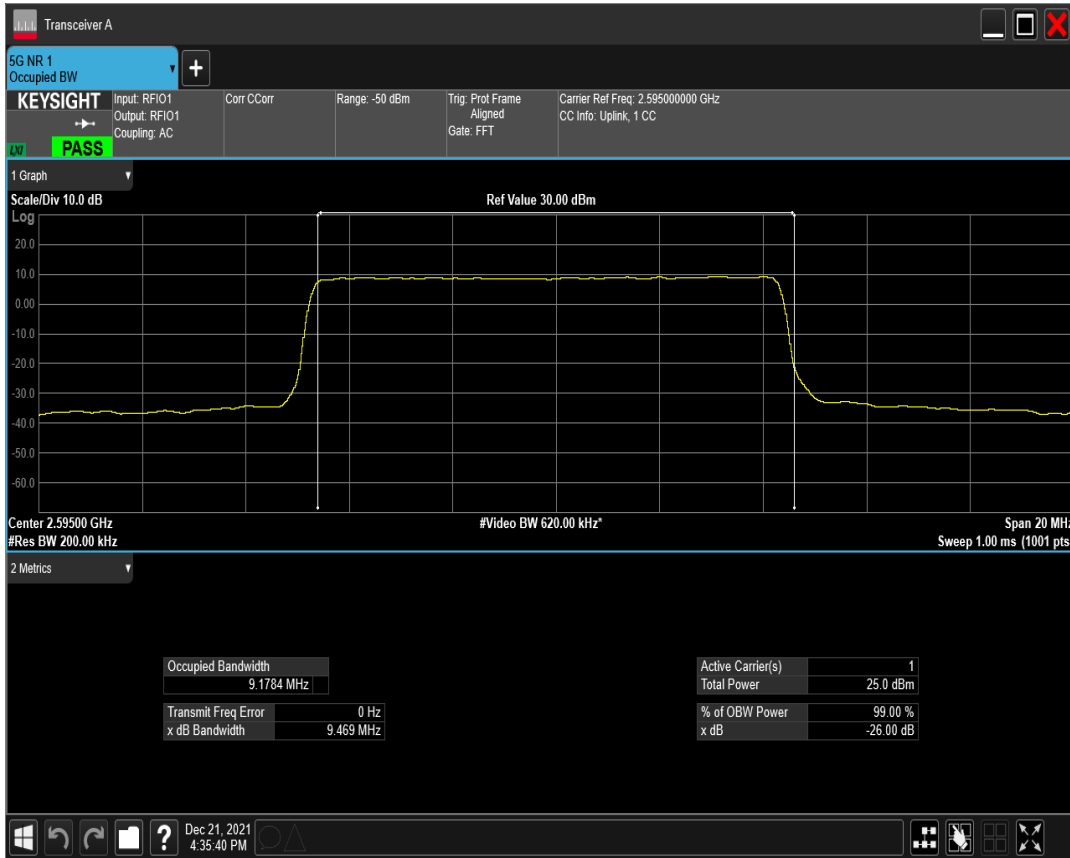 Transceiver A
5G NR 1
Occupied BW
KEYSIGHT
LXI
PASS
Input: RFIO1
Output: RFIO1
Coupling: AC
Corr CCorr
Range: -50 dBm
Trig: Prot Frame
Aligned
Gate: FFT
Carrier Ref Freq: 2.595000000 GHz
CC Info: Uplink, 1 CC
1 Graph
Scale/Div 10.0 dB
Ref Value 30.00 dBm
Log
20.0
10.0
0.00
-10.0
-20.0
-30.0
-40.0
-50.0
-60.0
Center 2.59500 GHz
#Video BW 620.00 kHz*
Span 20 MHz
#Res BW 200.00 kHz
Sweep 1.00 ms (1001 pts
2 Metrics
Occupied Bandwidth
9.1784 MHz
Transmit Freq Error 0 Hz
x dB Bandwidth 9.469 MHz
Active Carrier(s) 1
Total Power 25.0 dBm
% of OBW Power 99.00 %
x dB -26.00 dB
?
Dec 21, 2021
4:35:40 PM